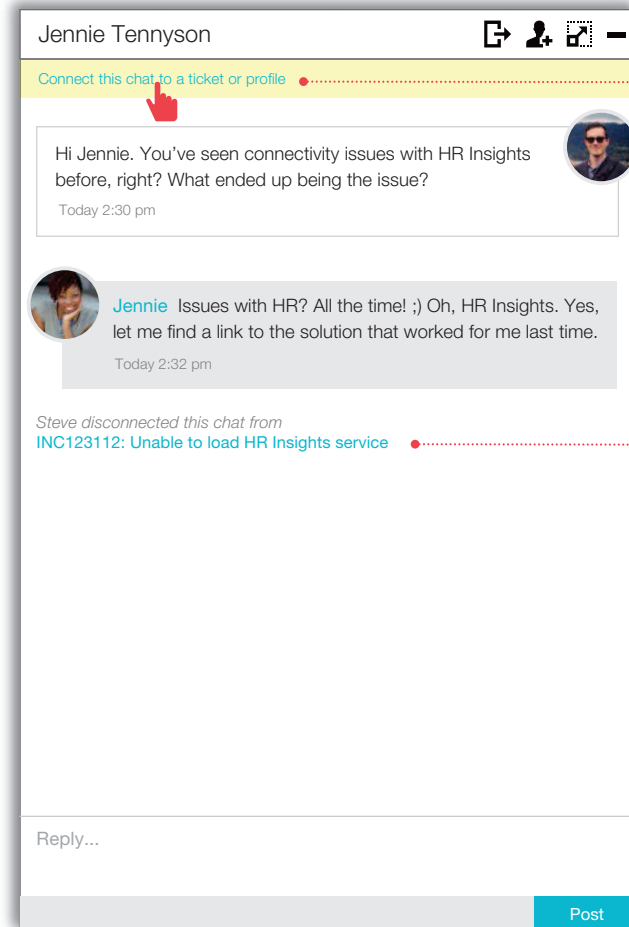 Jennie Tennyson
Connect this chat to a ticket or profile
Hi Jennie. You’ve seen connectivity issues with HR Insights
before, right? What ended up being the issue?
Today 2:30 pm
Jennie Issues with HR? All the time! ;) Oh, HR Insights. Yes,
let me find a link to the solution that worked for me last time.
Today 2:32 pm
Steve disconnected this chat from
INC123112: Unable to load HR Insights service
Reply...
Post